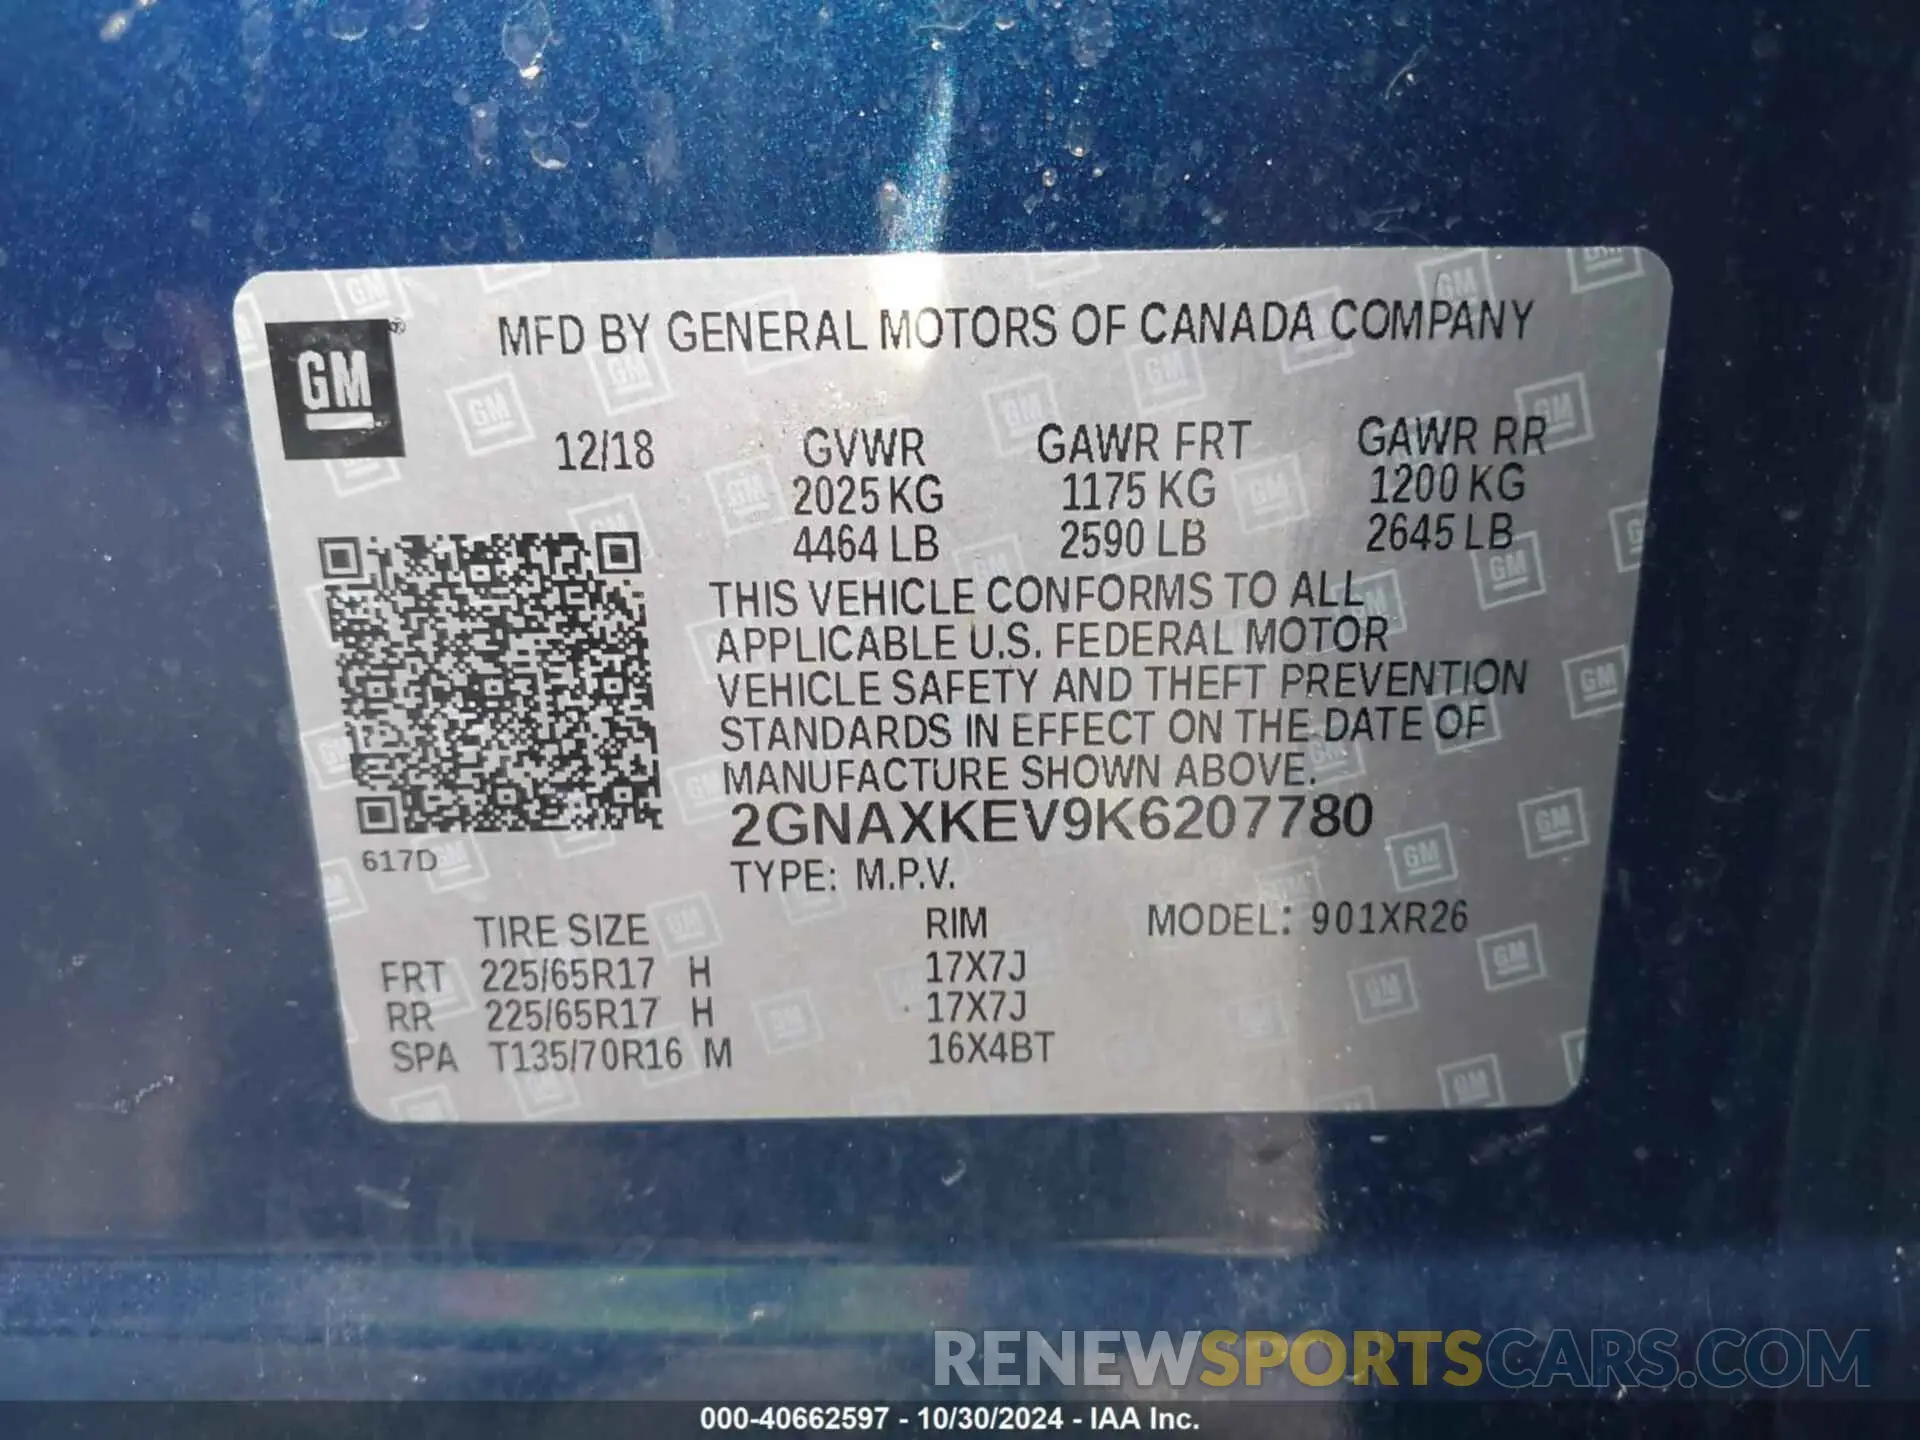 MFD BY GENERAL MOTORS OF CANADA COMPANY
GM
12/18 GVWR GAWR FRT GAWR RR
2025 KG 1175 KG 1200 KG
4464 LB 2590 LB 2645 LB
THIS VEHICLE CONFORMS TO ALL
APPLICABLE U.S. FEDERAL MOTOR
VEHICLE SAFETY AND THEFT PREVENTION
STANDARDS IN EFFECT ON THE DATE OF
MANUFACTURE SHOWN ABOVE.
2GNAXKEV9K6207780
617D
TYPE: M.P.V.
TIRE SIZE RIM MODEL: 901XR26
FRT 225/65R17 H 17X7J
RR 225/65R17 H 17X7J
SPA T135/70R16 M 16X4BT
RENEWSPORTSCARS.COM
000-40662597 - 10/30/2024 - IAA Inc.